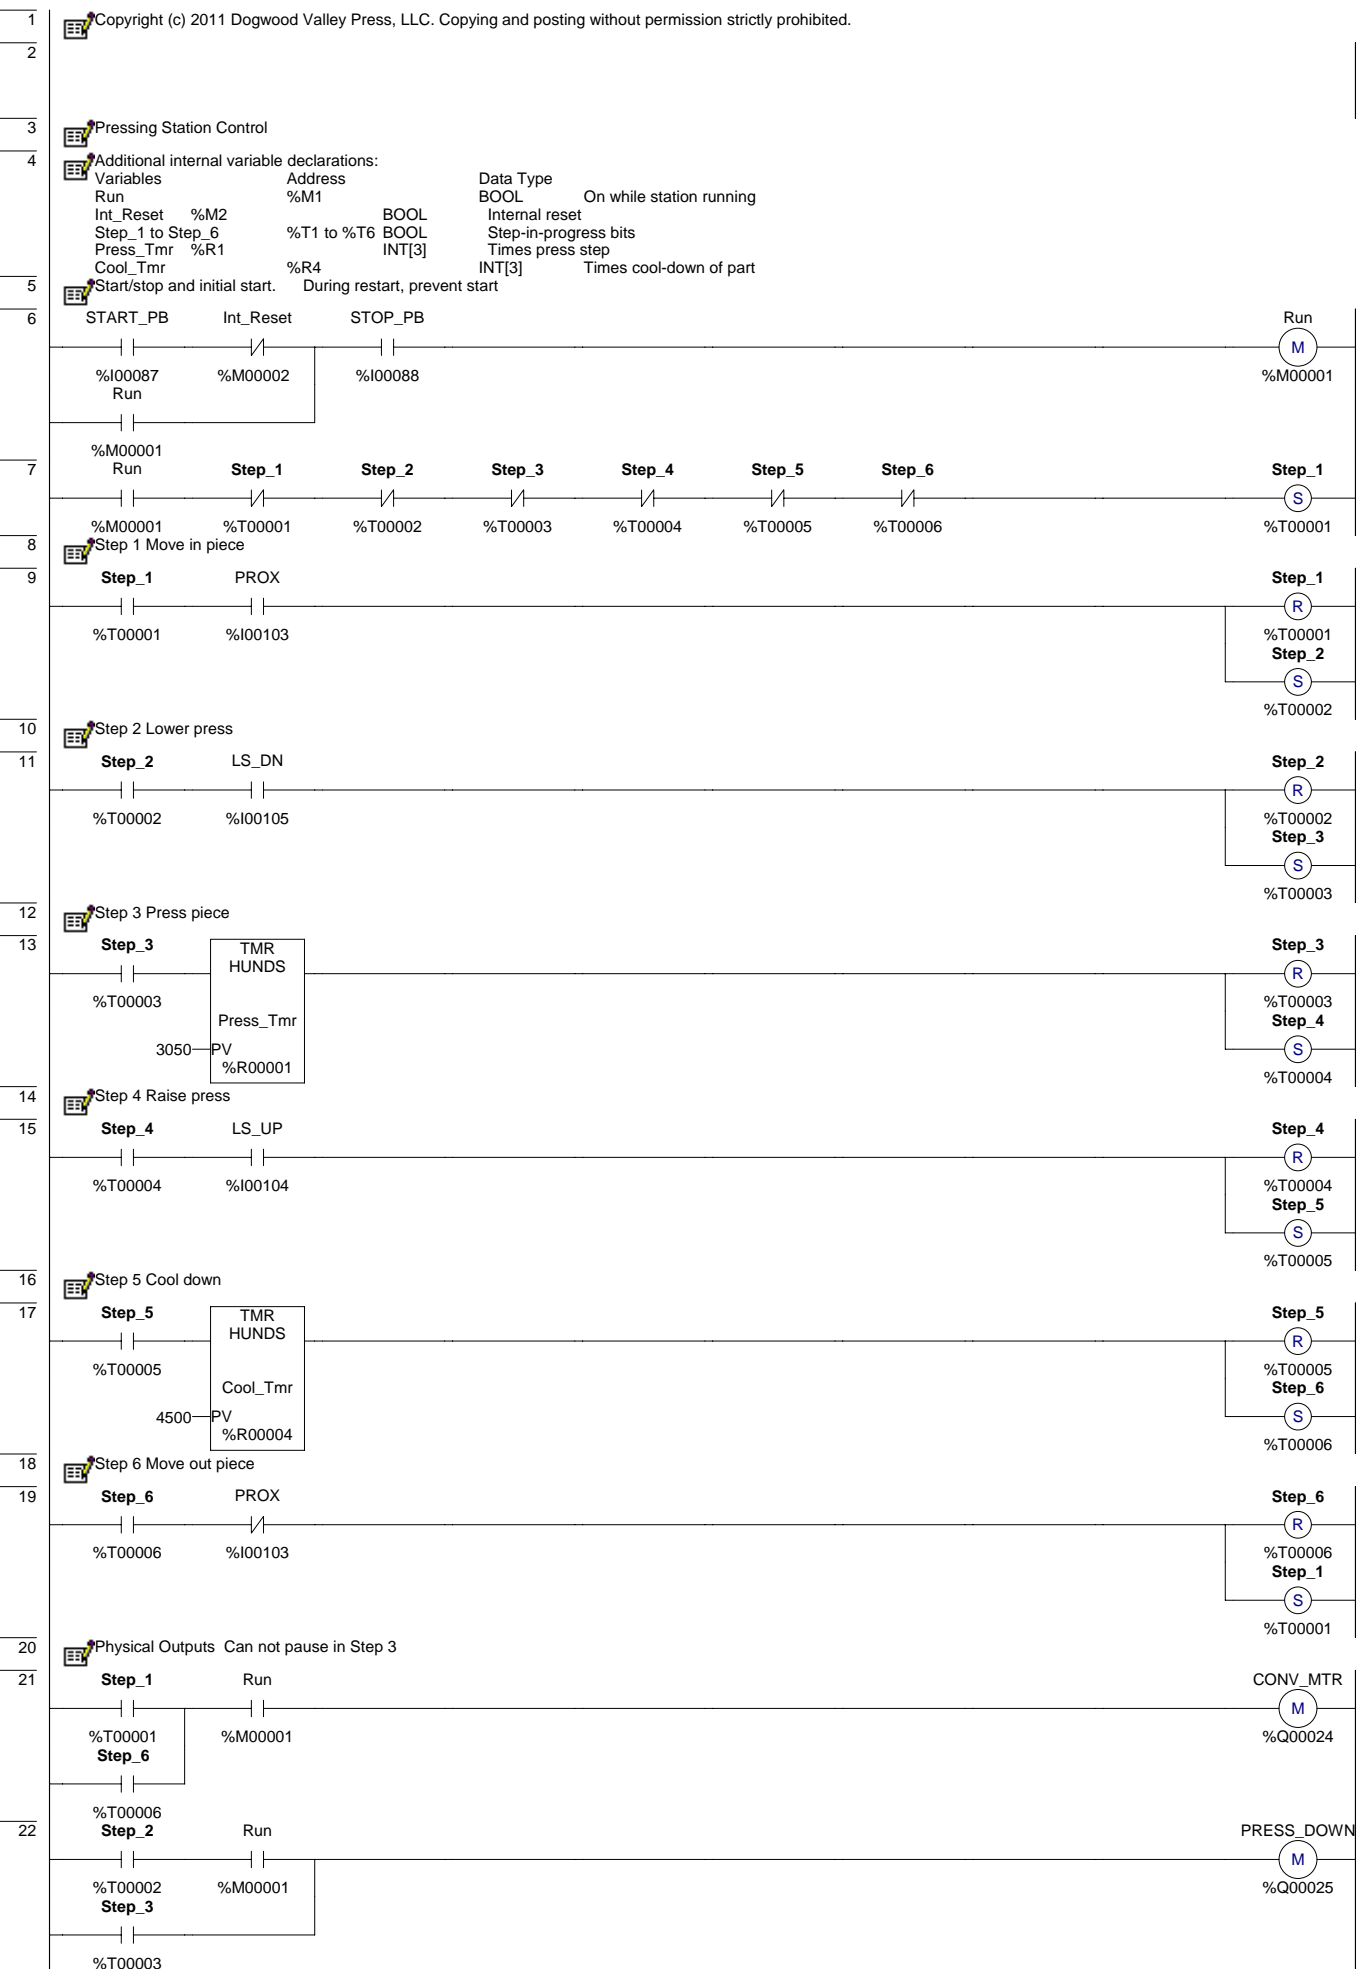 1 Copyright (c) 2011 Dogwood Valley Press, LLC. Copying and posting without permission strictly prohibited.
2
3 Pressing Station Control
4 Additional internal variable declarations:
Variables Address Data Type
Run %M1 BOOL On while station running
Int_Reset %M2 BOOL Internal reset
Step_1 to Step_6 %T1 to %T6 BOOL Step-in-progress bits
Press_Tmr %R1 INT[3] Times press step
Cool_Tmr %R4 INT[3] Times cool-down of part
5 Start/stop and initial start. During restart, prevent start
6 START_PB Int_Reset STOP_PB Run
M
%I00087 %M00002 %I00088 %M00001
Run
%M00001
7 Run Step_1 Step_2 Step_3 Step_4 Step_5 Step_6 Step_1
S
%M00001 %T00001 %T00002 %T00003 %T00004 %T00005 %T00006 %T00001
8 Step 1 Move in piece
9 Step_1 PROX Step_1
R
%T00001 %I00103 %T00001
Step_2
S
%T00002
10 Step 2 Lower press
11 Step_2 LS_DN Step_2
R
%T00002 %I00105 %T00002
Step_3
S
%T00003
12 Step 3 Press piece
13 Step_3 TMR Step_3
HUNDS
R
%T00003 %T00003
Press_Tmr Step_4
3050 PV S
%R00001 %T00004
14 Step 4 Raise press
15 Step_4 LS_UP Step_4
R
%T00004 %I00104 %T00004
Step_5
S
%T00005
16 Step 5 Cool down
17 Step_5 TMR Step_5
HUNDS
R
%T00005 %T00005
Cool_Tmr Step_6
4500 PV S
%R00004 %T00006
18 Step 6 Move out piece
19 Step_6 PROX Step_6
R
%T00006 %I00103 %T00006
Step_1
S
%T00001
20 Physical Outputs Can not pause in Step 3
21 Step_1 Run CONV_MTR
M
%T00001 %M00001 %Q00024
Step_6
%T00006
22 Step_2 Run PRESS_DOWN
M
%T00002 %M00001 %Q00025
Step_3
%T00003